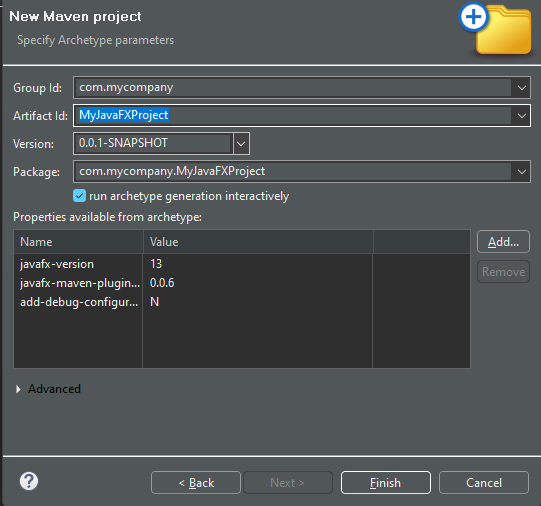 New Maven project
Specify Archetype parameters
Group Id: com.mycompany
Artifact Id: MyJavaFXProject
Version: 0.0.1-SNAPSHOT
Package: com.mycompany.MyJavaFXProject
run archetype generation interactively
Properties available from archetype:
Name Value
Add...
javafx-version 13
Remove
javafx-maven-plugin... 0.0.6
add-debug-configur... N
Advanced
? < Back Next > Finish Cancel